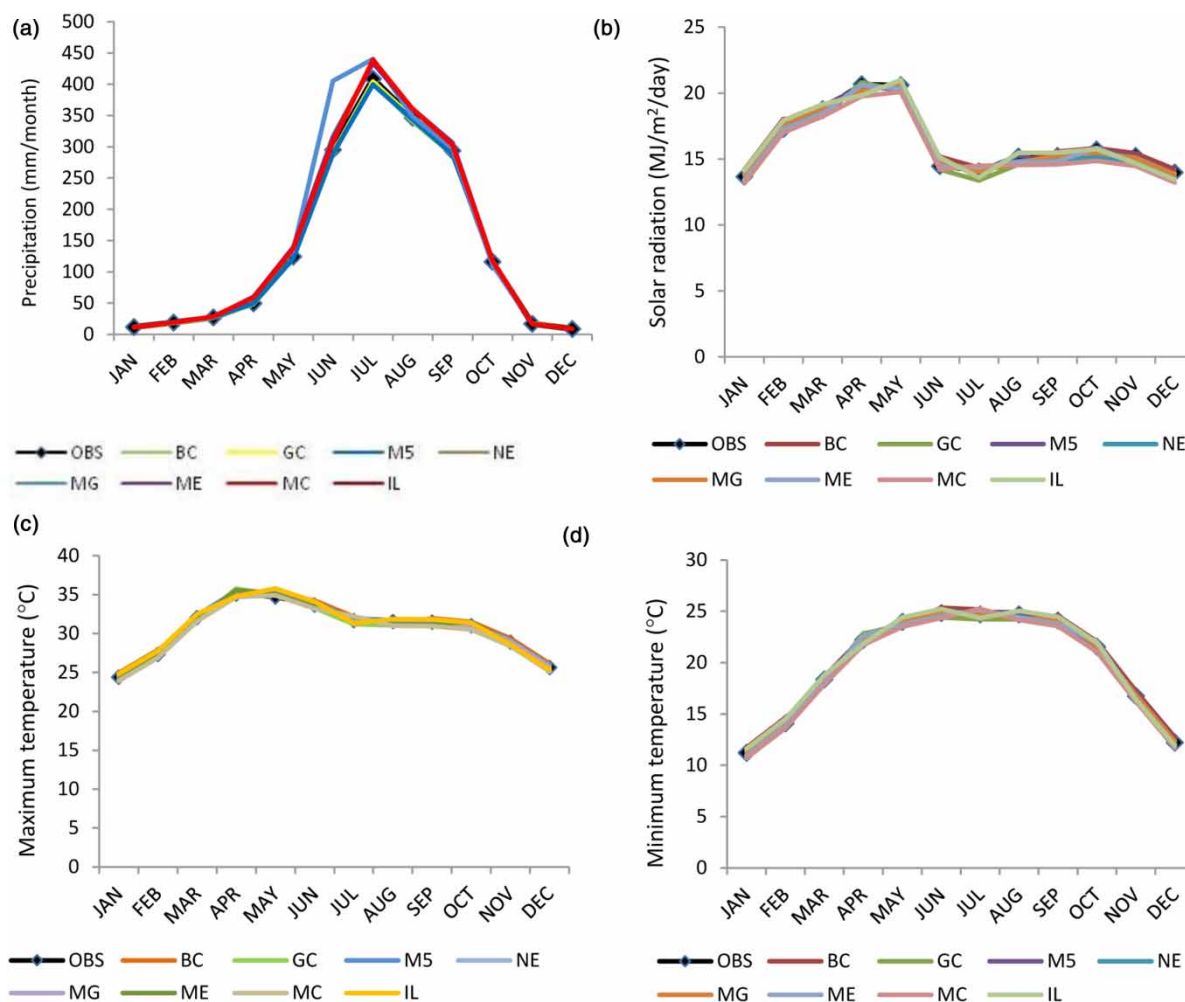 (a)
Precipitation (mm/month)
500
450
400
350
300
250
200
150
100
50
0
JAN FEB MAR APR MAY JUN JUL AUG SEP OCT NOV DEC
OBS BC GC M5 NE
MG ME MC IL
(b)
Solar radiation (MJ/m²/day)
25
20
15
10
5
0
JAN FEB MAR APR MAY JUN JUL AUG SEP OCT NOV DEC
OBS BC GC M5 NE
MG ME MC IL
(c)
Maximum temperature (°C)
40
35
30
25
20
15
10
5
0
JAN FEB MAR APR MAY JUN JUL AUG SEP OCT NOV DEC
OBS BC GC M5 NE
MG ME MC IL
(d)
Minimum temperature (°C)
30
25
20
15
10
5
0
JAN FEB MAR APR MAY JUN JUL AUG SEP OCT NOV DEC
OBS BC GC M5 NE
MG ME MC IL